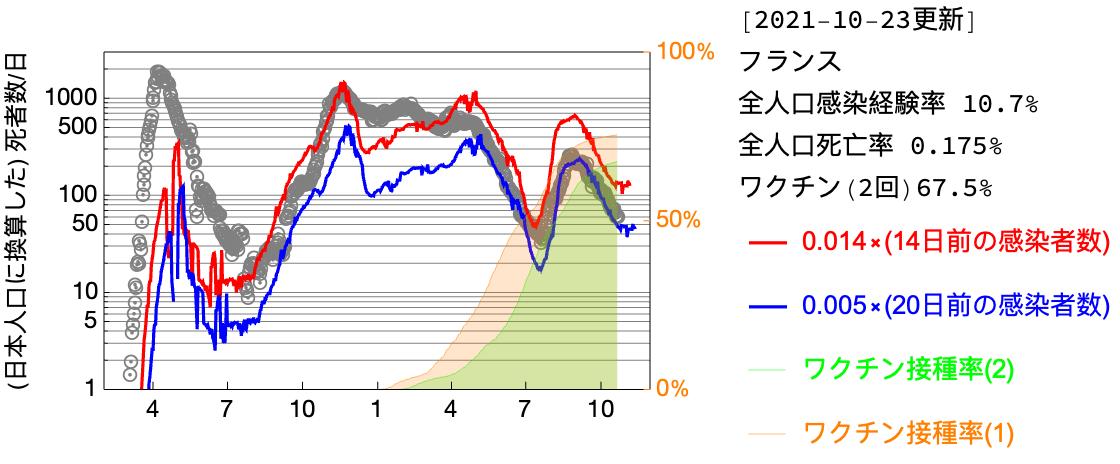 [2021-10-23更新]
フランス
全人口感染経験率 10.7%
全人口死亡率 0.175%
ワクチン(2回)67.5%
0.014×(14日前の感染者数)
0.005×(20日前の感染者数)
ワクチン接種率(2)
ワクチン接種率(1)
(日本人口に換算した) 死者数/日
1000
500
100
50
10
5
1
100%
50%
0%
4 7 10 1 4 7 10